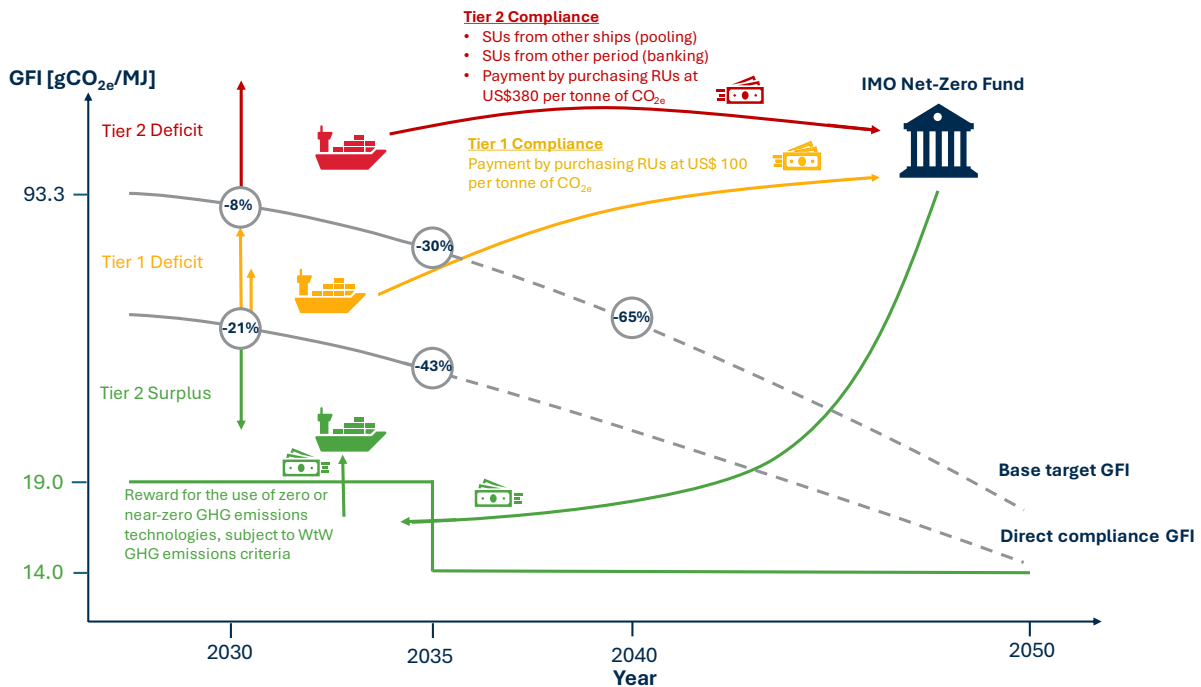 Tier 2 Compliance
• SUs from other ships (pooling)
• SUs from other period (banking)
• Payment by purchasing RUs at
US$380 per tonne of CO2e
GFI [gCO2e/MJ]
IMO Net-Zero Fund
Tier 2 Deficit
Tier 1 Compliance
Payment by purchasing RUs at US$ 100
per tonne of CO2e
93.3
-8%
-30%
Tier 1 Deficit
-65%
-21%
-43%
Tier 2 Surplus
Base target GFI
19.0
Reward for the use of zero or
near-zero GHG emissions
technologies, subject to WtW
GHG emissions criteria
Direct compliance GFI
14.0
2030
2035
2040
2050
Year